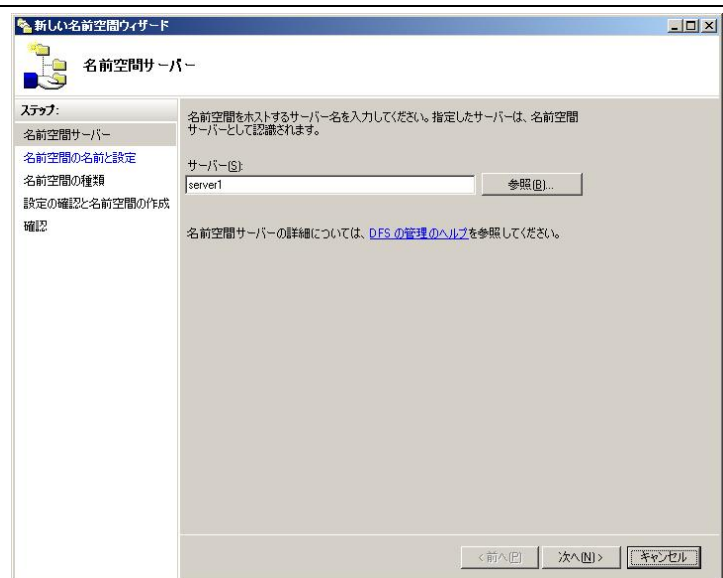 新しい名前空間ウィザード
名前空間サーバー
ステップ:
名前空間サーバー
名前空間の名前と設定
名前空間の種類
設定の確認と名前空間の作成
確認
名前空間をホストするサーバー名を入力してください。指定したサーバーは、名前空間
サーバーとして認識されます。
サーバー(S):
server1
参照(B)...
名前空間サーバーの詳細については、DFS の管理のヘルプを参照してください。
<前へ(P)
次へ(N)>
キャンセル